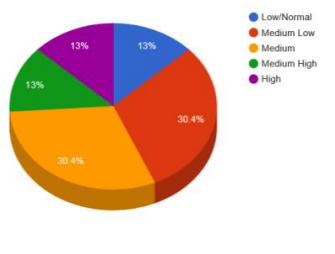 Low/Normal
Medium Low
Medium
Medium High
High
13%
13%
13%
30.4%
30.4%